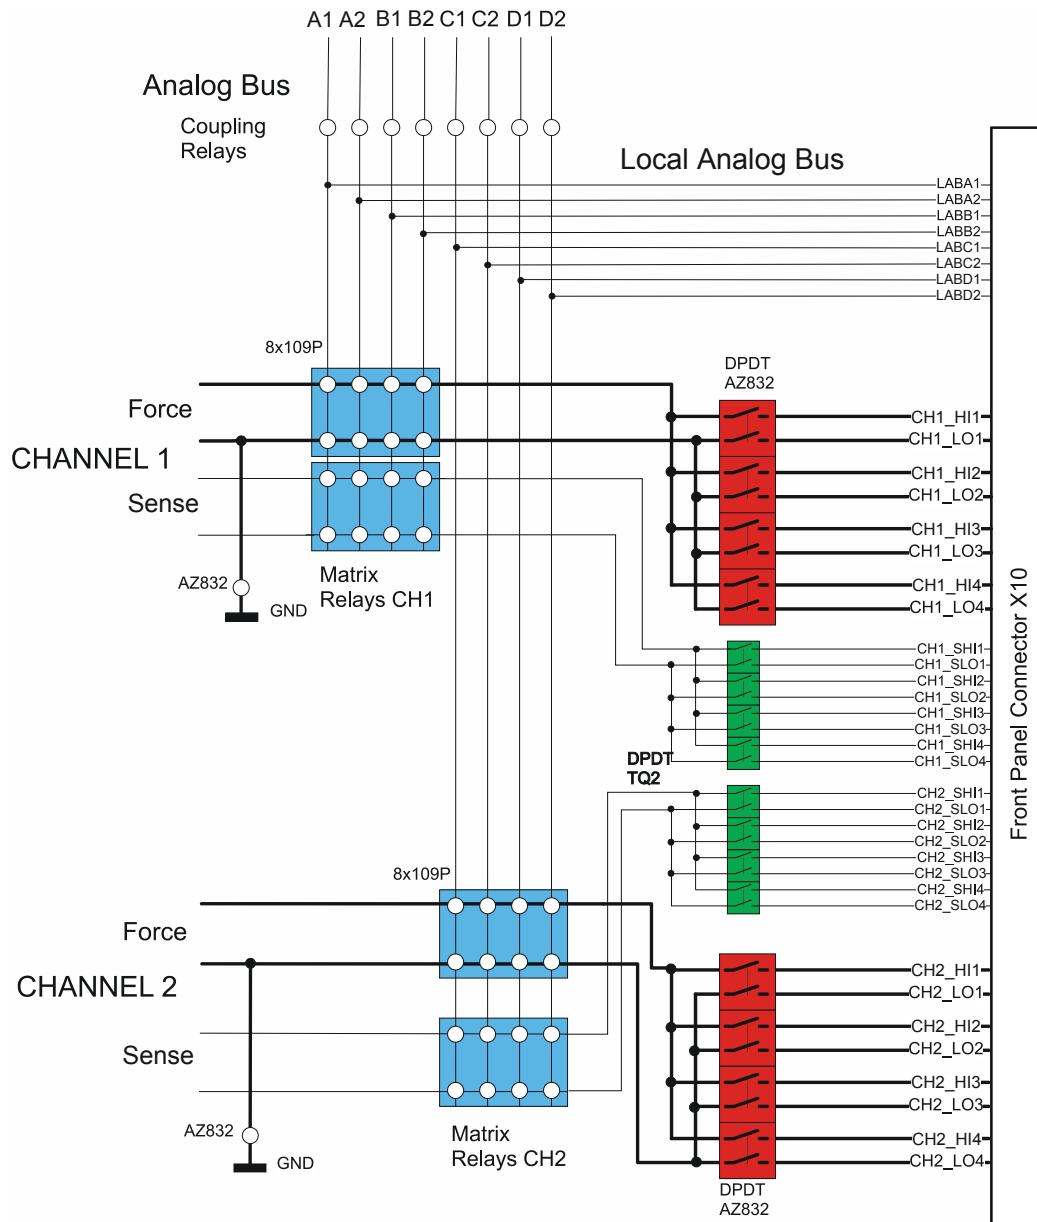 A1 A2 B1 B2 C1 C2 D1 D2
Analog Bus
Coupling
Relays
Local Analog Bus
LABA1
LABA2
LABB1
LABB2
LABC1
LABC2
LABD1
LABD2
8x109P
DPDT
AZ832
Force
CHANNEL 1
Sense
CH1_HI1
CH1_LO1
CH1_HI2
CH1_LO2
CH1_HI3
CH1_LO3
CH1_HI4
CH1_LO4
AZ832
GND
Matrix
Relays CH1
CH1_SHI1
CH1_SLO1
CH1_SHI2
CH1_SLO2
CH1_SHI3
CH1_SLO3
CH1_SHI4
CH1_SLO4
DPDT
TQ2
Front Panel Connector X10
CH2_SHI1
CH2_SLO1
CH2_SHI2
CH2_SLO2
CH2_SHI3
CH2_SLO3
CH2_SHI4
CH2_SLO4
8x109P
Force
CHANNEL 2
Sense
CH2_HI1
CH2_LO1
CH2_HI2
CH2_LO2
CH2_HI3
CH2_LO3
CH2_HI4
CH2_LO4
AZ832
GND
Matrix
Relays CH2
DPDT
AZ832